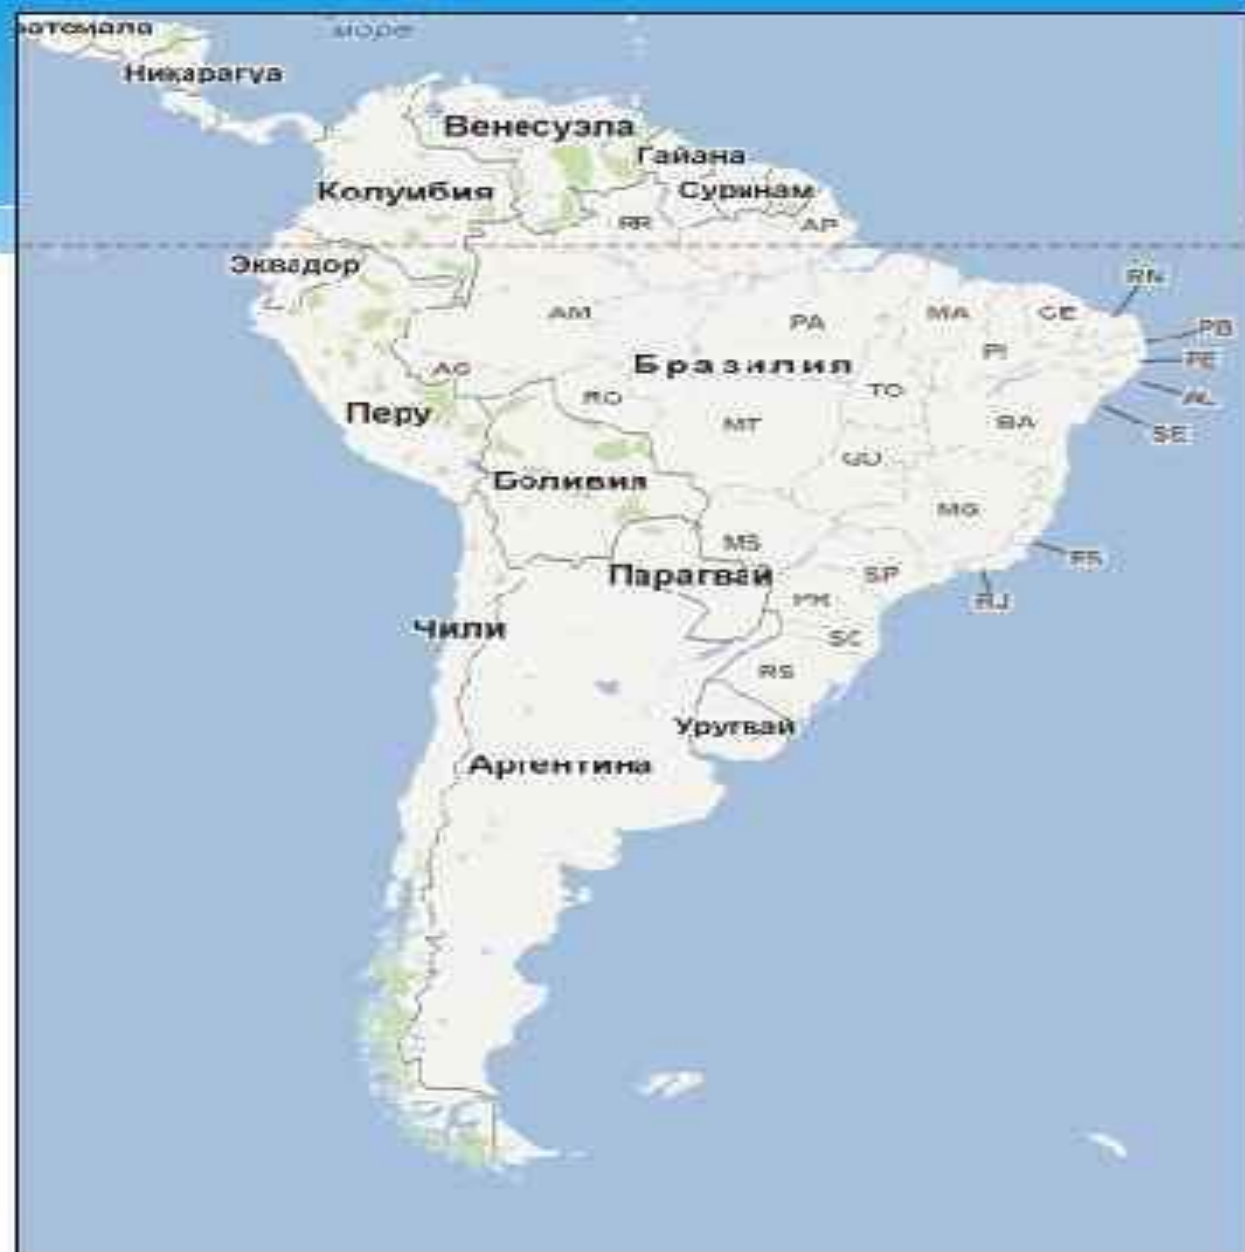 море
Никарагуа
Венесуэла
Гайана
Колумбия
Суринам
RR
AP
Эквадор
RN
AM
PA
MA
CE
PB
PI
PE
Бразилия
AC
TO
AL
RO
Перу
MT
BA
SE
Боливия
MG
MS
ES
Парагвай
SP
PR
RJ
Чили
SC
RS
Уругвай
Аргентина